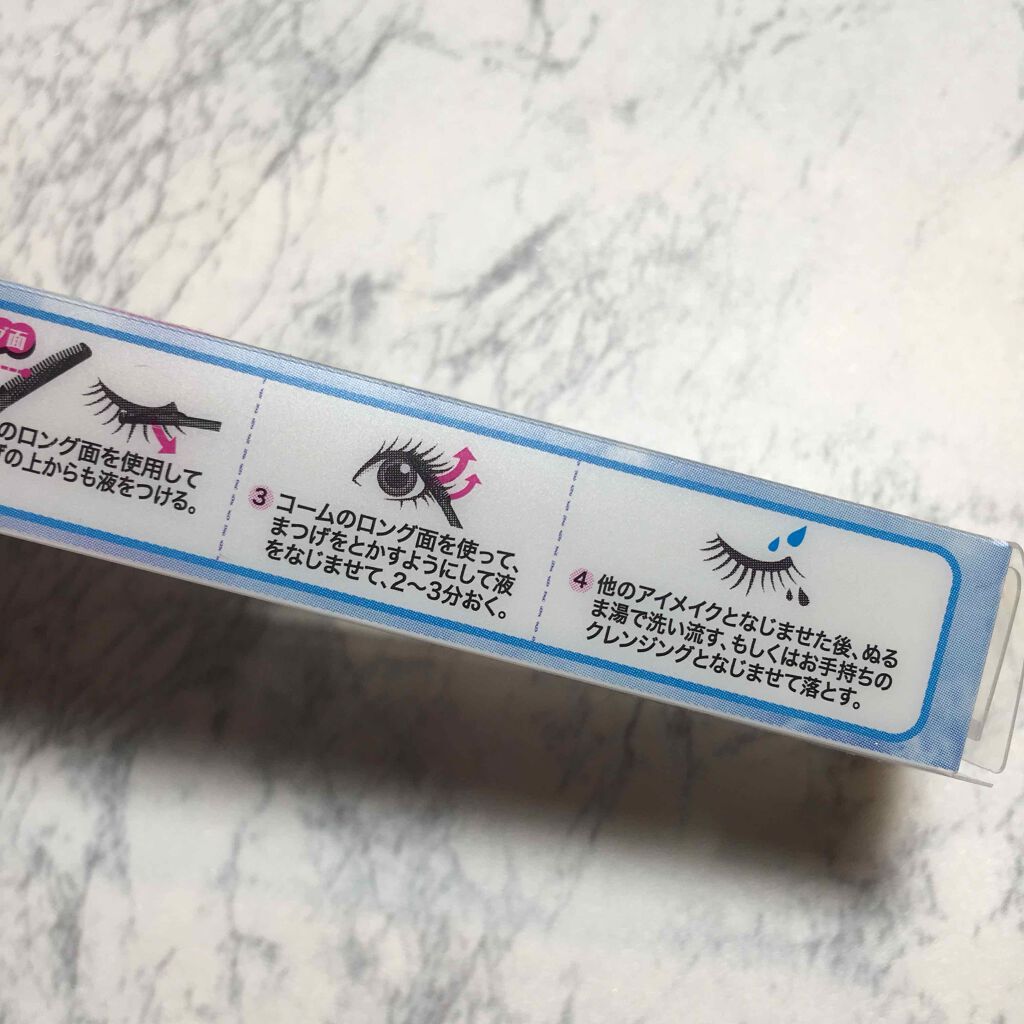 面
のロング面を使用して
の上からも液をつける。
3 コームのロング面を使って、
まつげをとかすようにして液
をなじませて、2〜3分おく。
4 他のアイメイクとなじませた後、ぬる
ま湯で洗い流す、もしくはお手持ちの
クレンジングとなじませて落とす。